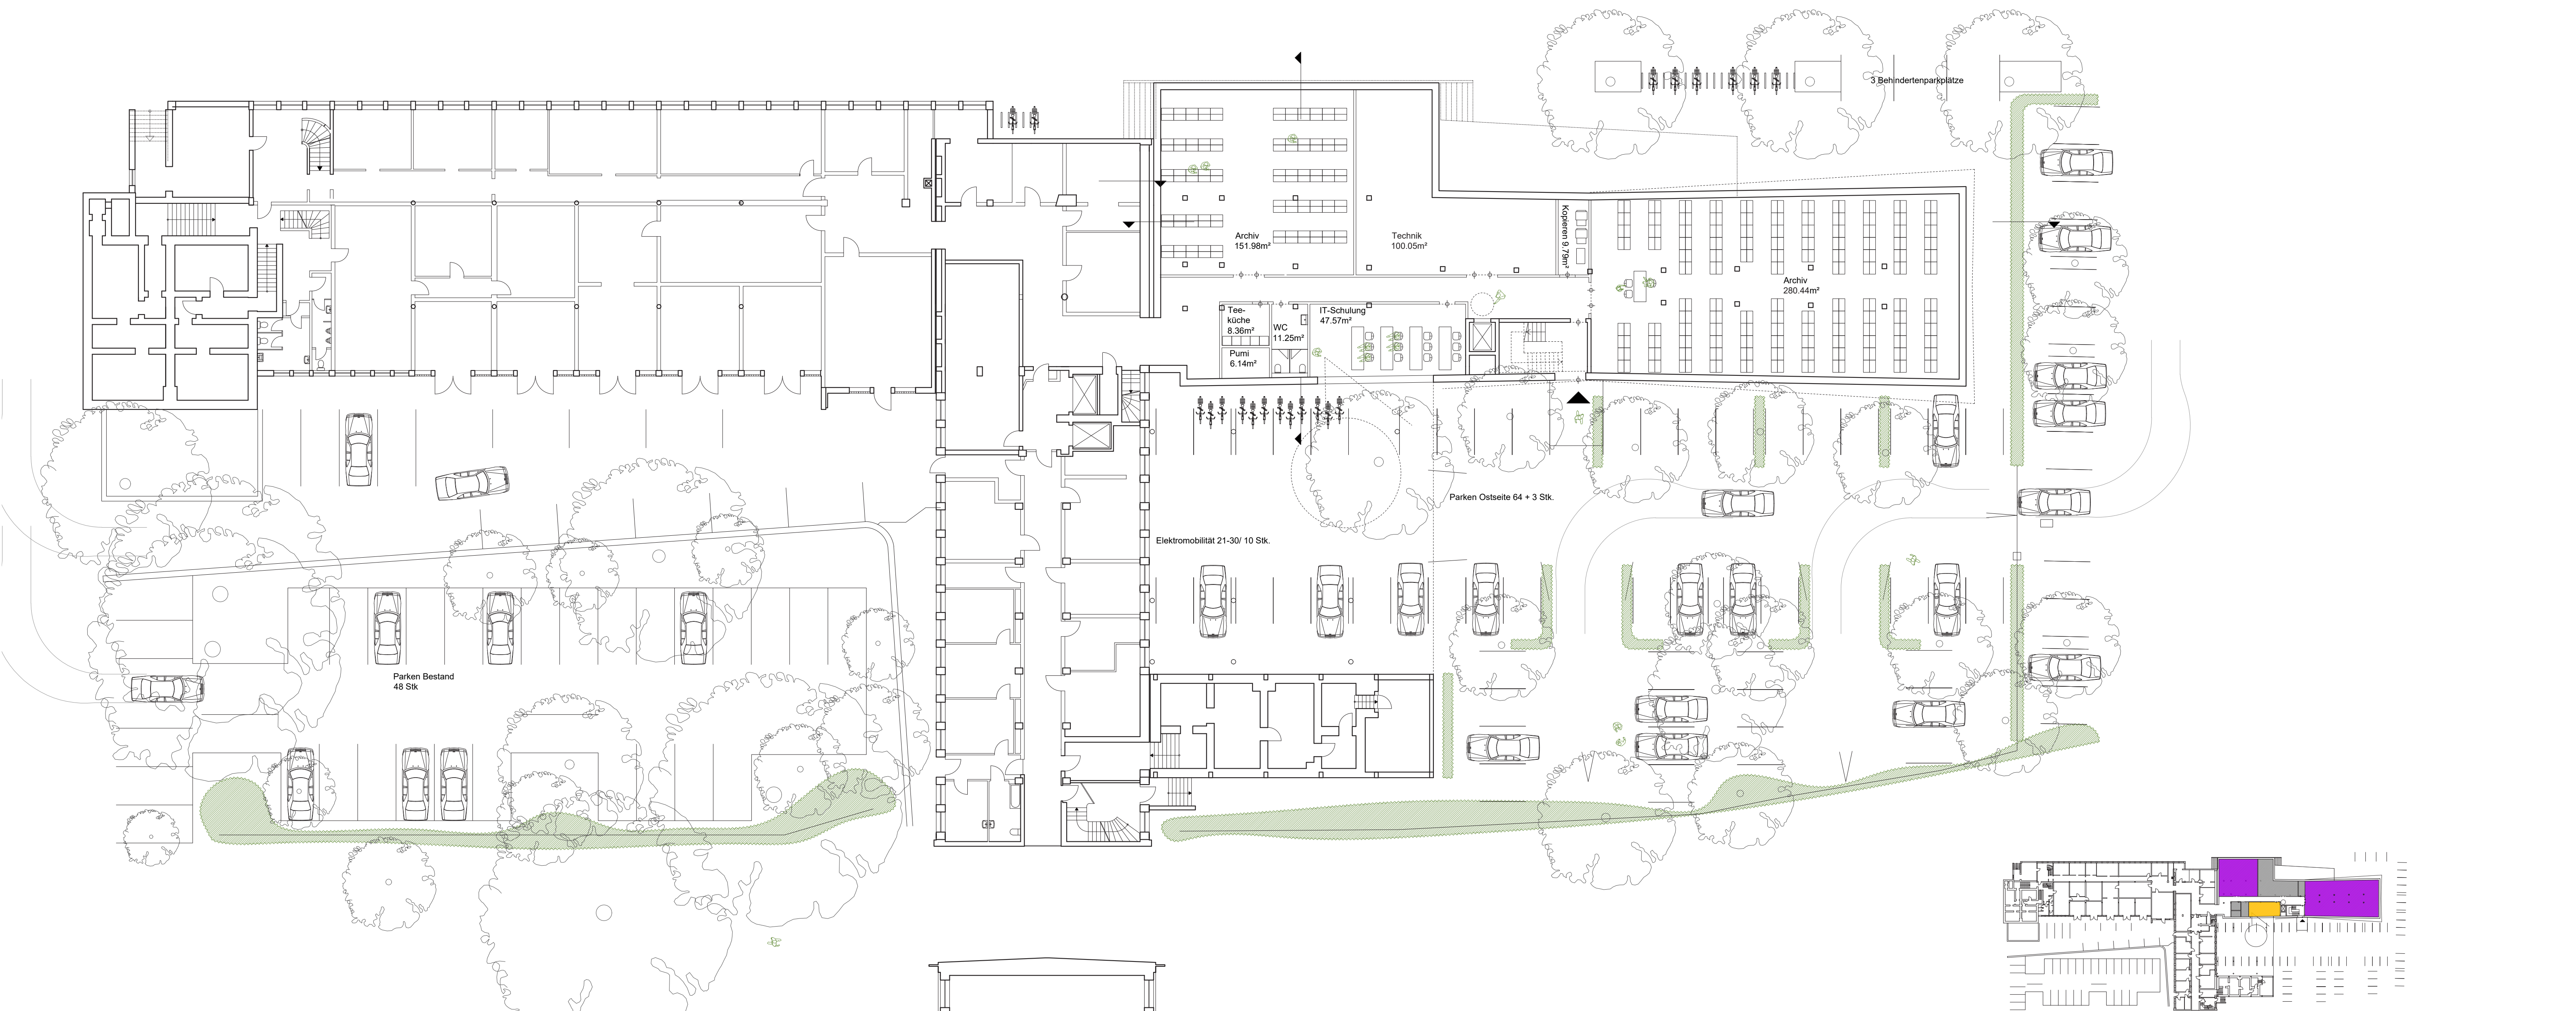 3 Behindertenparkplätze
Archiv
151.98m²
Technik
100.05m²
Kopieren 9.79m²
Archiv
280.44m²
Tee-
küche
8.36m²
Pumi
6.14m²
WC
11.25m²
IT-Schulung
47.57m²
Parken Ostseite 64 + 3 Stk.
Elektromobilität 21-30/ 10 Stk.
Parken Bestand
48 Stk